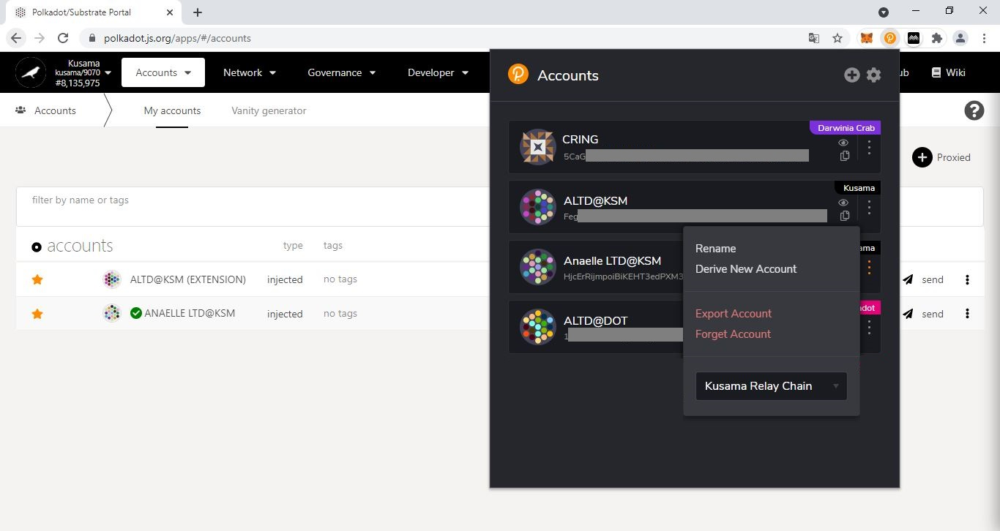 Polkadot/Substrate Portal
polkadot.js.org/apps/#/accounts
Kusama
kusama/9070
#8,135,975
Accounts
Network
Governance
Developer
ub
Wiki
Accounts
My accounts
Vanity generator
Proxied
filter by name or tags
accounts
type
tags
ALTD@KSM (EXTENSION)
injected
no tags
send
ANAELLE LTD@KSM
injected
no tags
send
Accounts
Darwinia Crab
CRING
5CaG
Kusama
ALTD@KSM
Feg
ama
Anaelle LTD@KSM
HjcErRijmpoiBiKEHT3edPXM3
dot
ALTD@DOT
1
Rename
Derive New Account
Export Account
Forget Account
Kusama Relay Chain